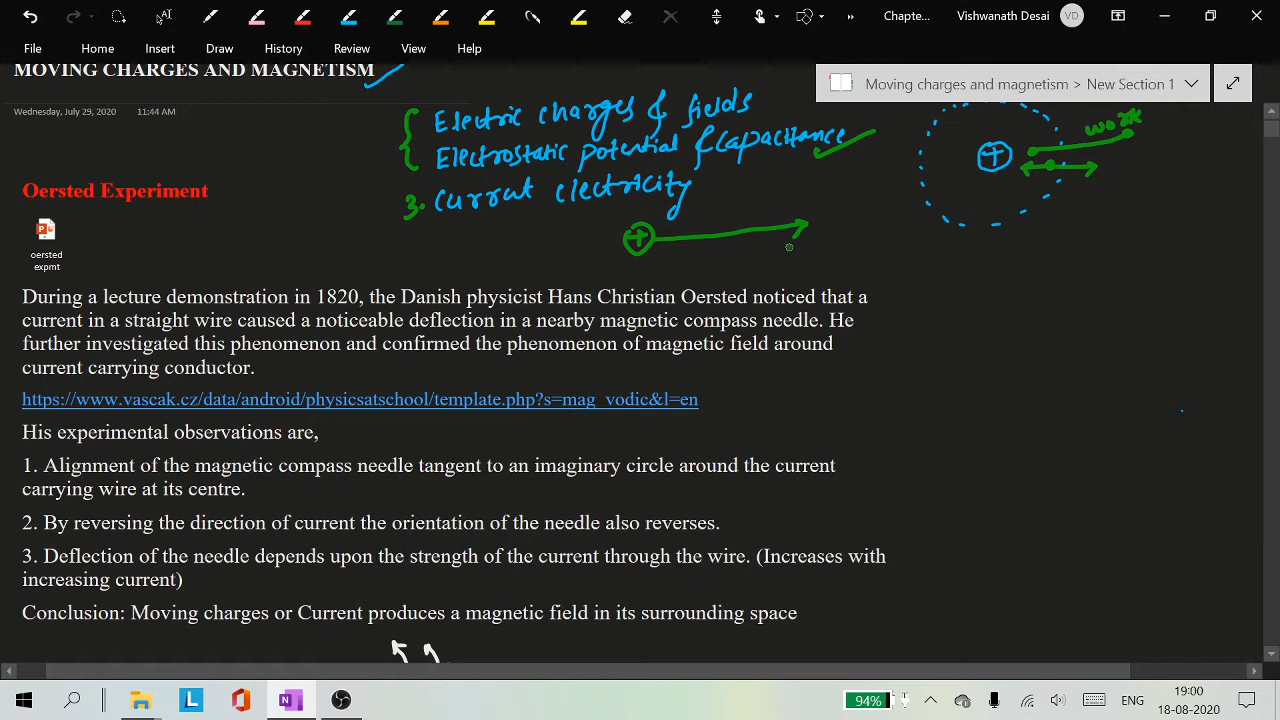 Chapte...
Vishwanath Desai
VD
File
Home
Insert
Draw
History
Review
View
Help
MOVING CHARGES AND MAGNETISM
Moving charges and magnetism > New Section 1
Wednesday, July 29, 2020
11:44 AM
Electric charges & fields
Electrostatic potential & capacitance
3. Current electricity
work
Oersted Experiment
oersted
expmt
During a lecture demonstration in 1820, the Danish physicist Hans Christian Oersted noticed that a
current in a straight wire caused a noticeable deflection in a nearby magnetic compass needle. He
further investigated this phenomenon and confirmed the phenomenon of magnetic field around
current carrying conductor.
https://www.vascak.cz/data/android/physicsatschool/template.php?s=mag_vodic&l=en
His experimental observations are,
1. Alignment of the magnetic compass needle tangent to an imaginary circle around the current
carrying wire at its centre.
2. By reversing the direction of current the orientation of the needle also reverses.
3. Deflection of the needle depends upon the strength of the current through the wire. (Increases with
increasing current)
Conclusion: Moving charges or Current produces a magnetic field in its surrounding space
94%
ENG
19:00
18-08-2020